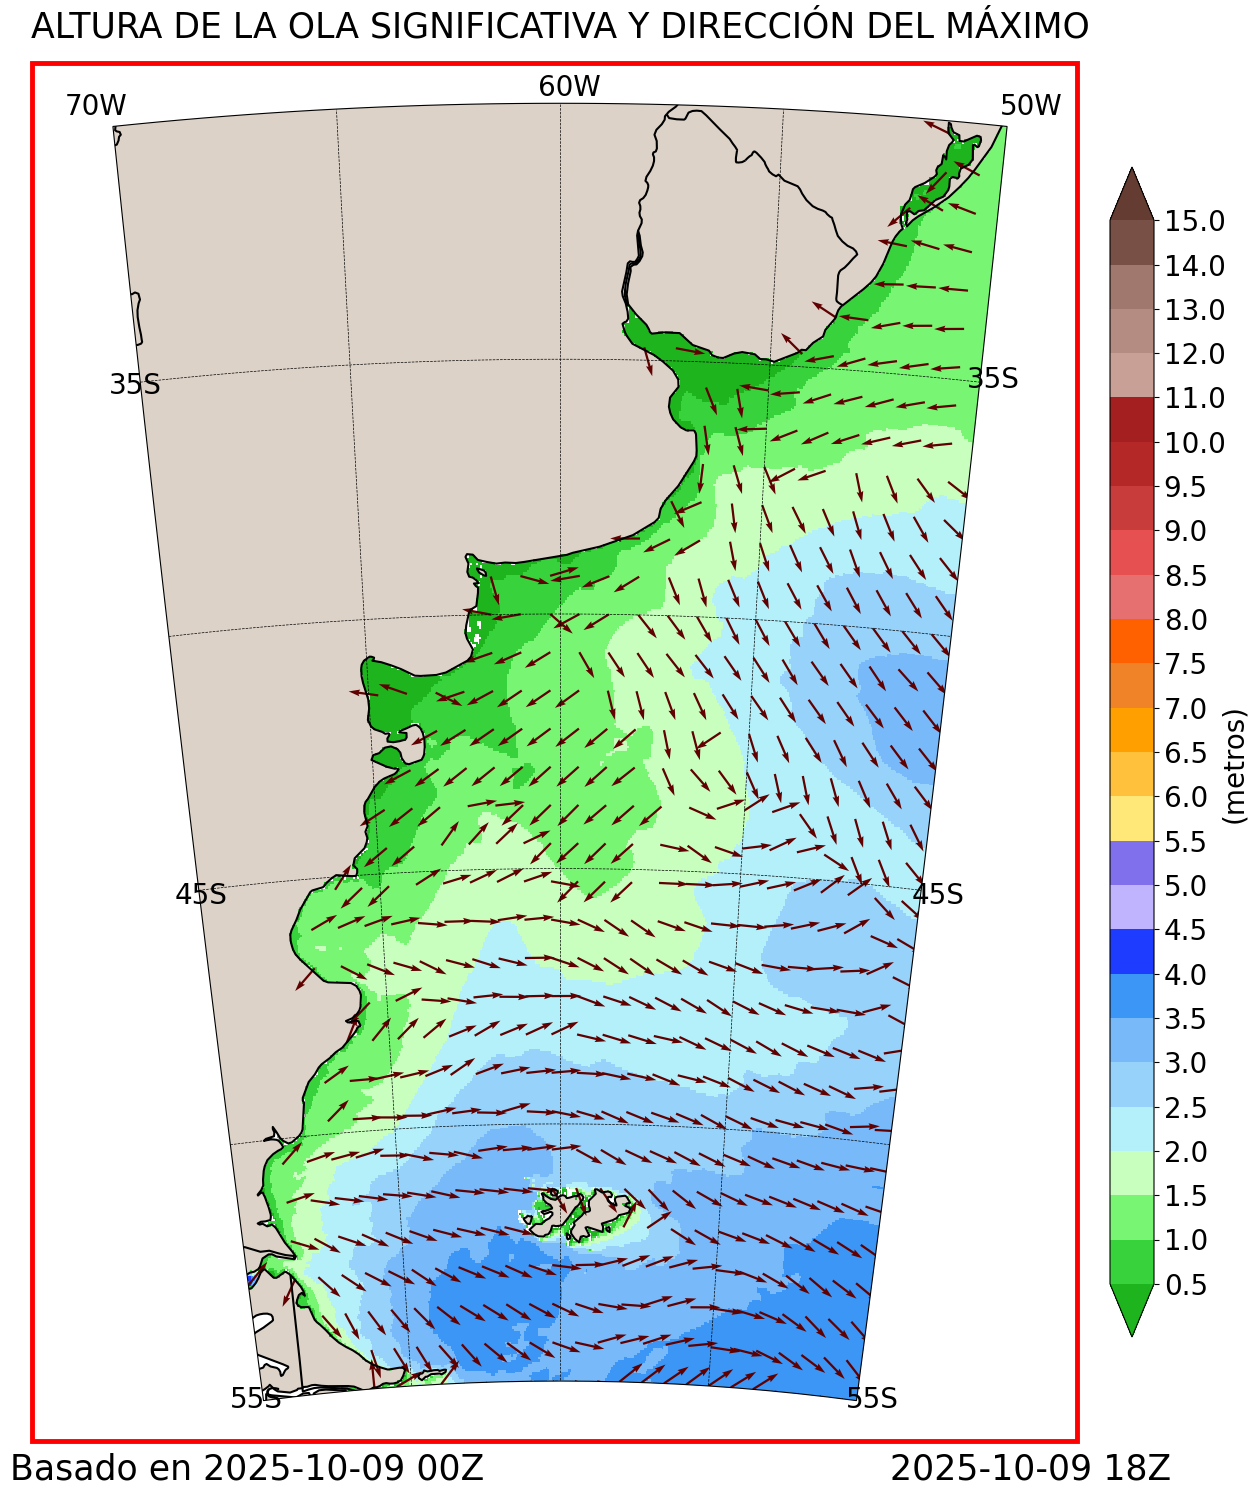 ALTURA DE LA OLA SIGNIFICATIVA Y DIRECCIÓN DEL MÁXIMO
70W
60W
50W
35S
35S
45S
45S
55S
55S
15.0
14.0
13.0
12.0
11.0
10.0
9.5
9.0
8.5
8.0
7.5
7.0
6.5
6.0
5.5
5.0
4.5
4.0
3.5
3.0
2.5
2.0
1.5
1.0
0.5
(metros)
Basado en 2025-10-09 00Z
2025-10-09 18Z